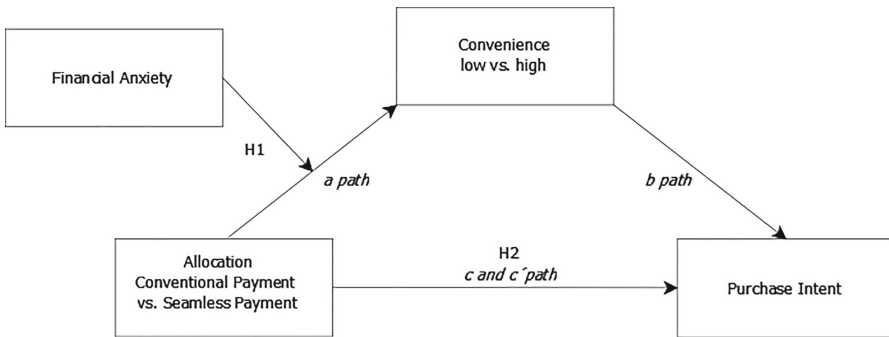 Convenience
low vs. high
Financial Anxiety
H1
a path
b path
Allocation
Conventional Payment
vs. Seamless Payment
H2
c and c´path
Purchase Intent